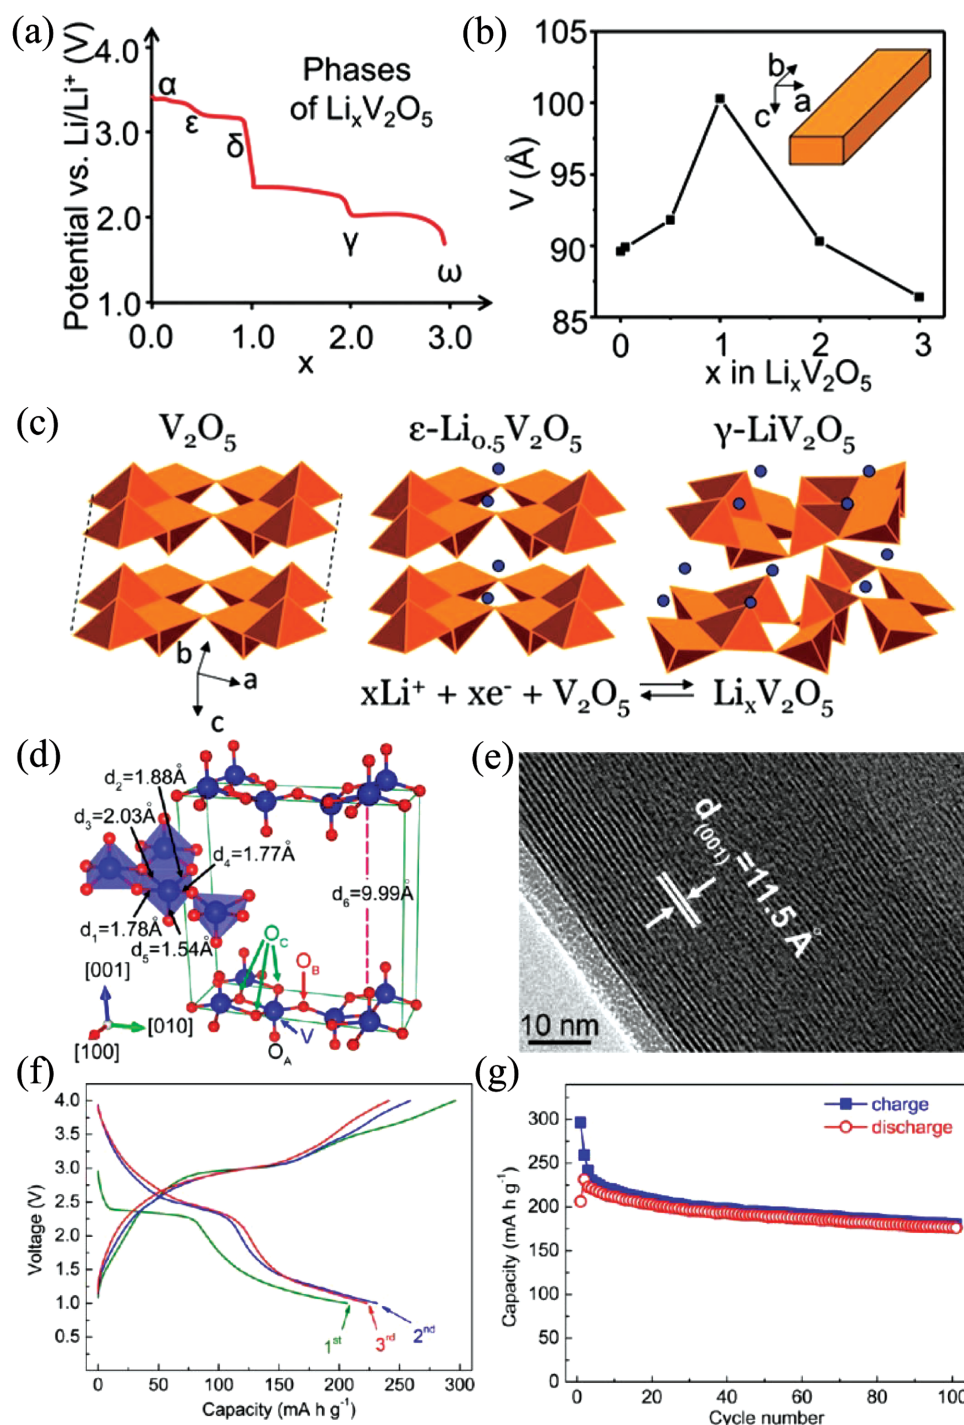 (a)
Potential vs. Li/Li⁺ (V)
4.0
3.0
2.0
1.0
α
ε
δ
γ
ω
Phases
of LiₓV₂O₅
0.0
1.0
2.0
3.0
x
(b)
V (Å)
105
100
95
90
85
b
a
c
0
1
2
3
x in LiₓV₂O₅
(c)
V₂O₅
ε-Li₀.₅V₂O₅
γ-LiV₂O₅
b
a
c
xLi⁺ + xe⁻ + V₂O₅ ⇌ LiₓV₂O₅
(d)
d₂=1.88Å
d₃=2.03Å
d₄=1.77Å
d₁=1.78Å
d₅=1.54Å
d₆=9.99Å
O_C
O_B
V
O_A
[001]
[010]
[100]
(e)
d₍₀₀₁₎=11.5 Å
10 nm
(f)
Voltage (V)
4.0
3.5
3.0
2.5
2.0
1.5
1.0
0.5
1ˢᵗ
3ʳᵈ
2ⁿᵈ
0
50
100
150
200
250
300
Capacity (mA h g⁻¹)
(g)
Capacity (mA h g⁻¹)
300
250
200
150
100
50
0
charge
discharge
0
20
40
60
80
100
Cycle number